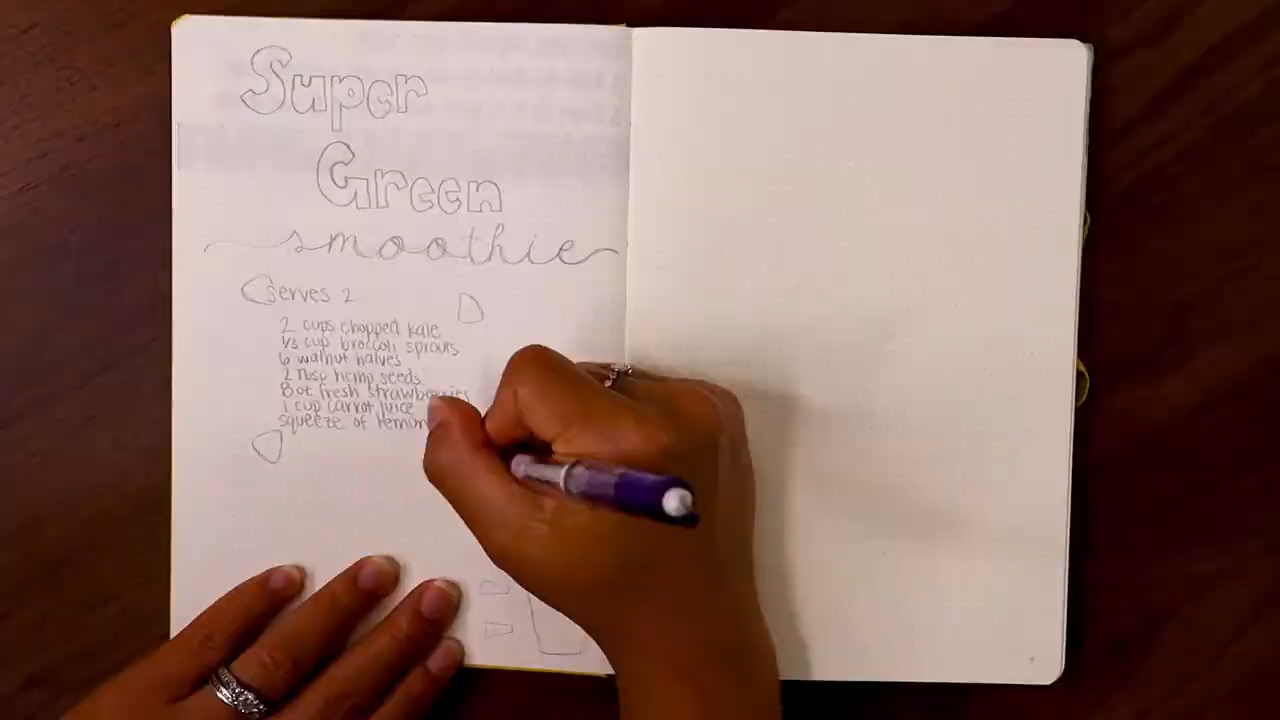 Super
Green
smoothie
serves 2
2 cups chopped kale
1/3 cup broccoli sprouts
6 walnut halves
2 Tbsp hemp seeds
8 oz fresh strawberries
1 cup carrot juice
squeeze of lemon